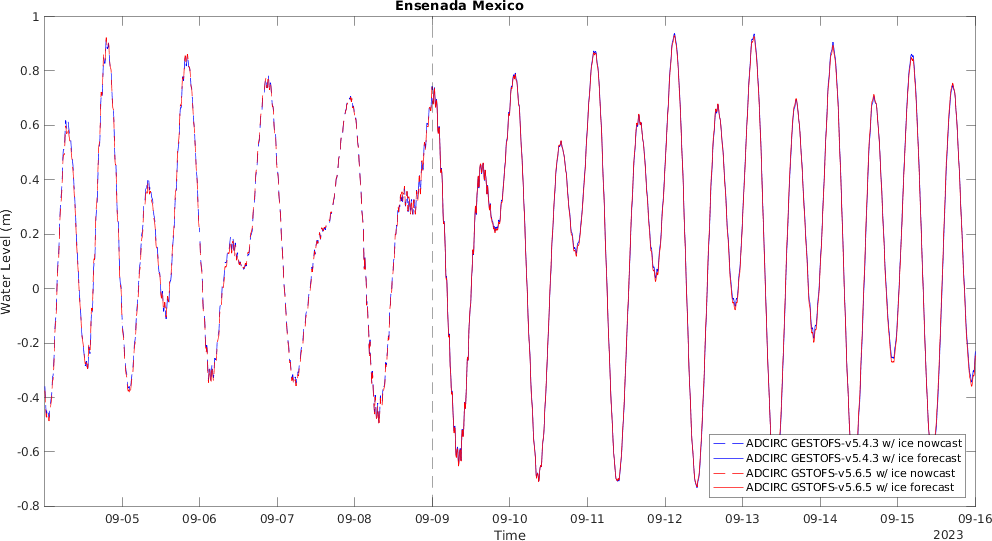 Ensenada Mexico
Water Level (m)
1
0.8
0.6
0.4
0.2
0
-0.2
-0.4
-0.6
-0.8
ADCIRC GESTOFS-v5.4.3 w/ ice nowcast
ADCIRC GESTOFS-v5.4.3 w/ ice forecast
ADCIRC GSTOFS-v5.6.5 w/ ice nowcast
ADCIRC GSTOFS-v5.6.5 w/ ice forecast
09-05 09-06 09-07 09-08 09-09 09-10 09-11 09-12 09-13 09-14 09-15 09-16
Time
2023